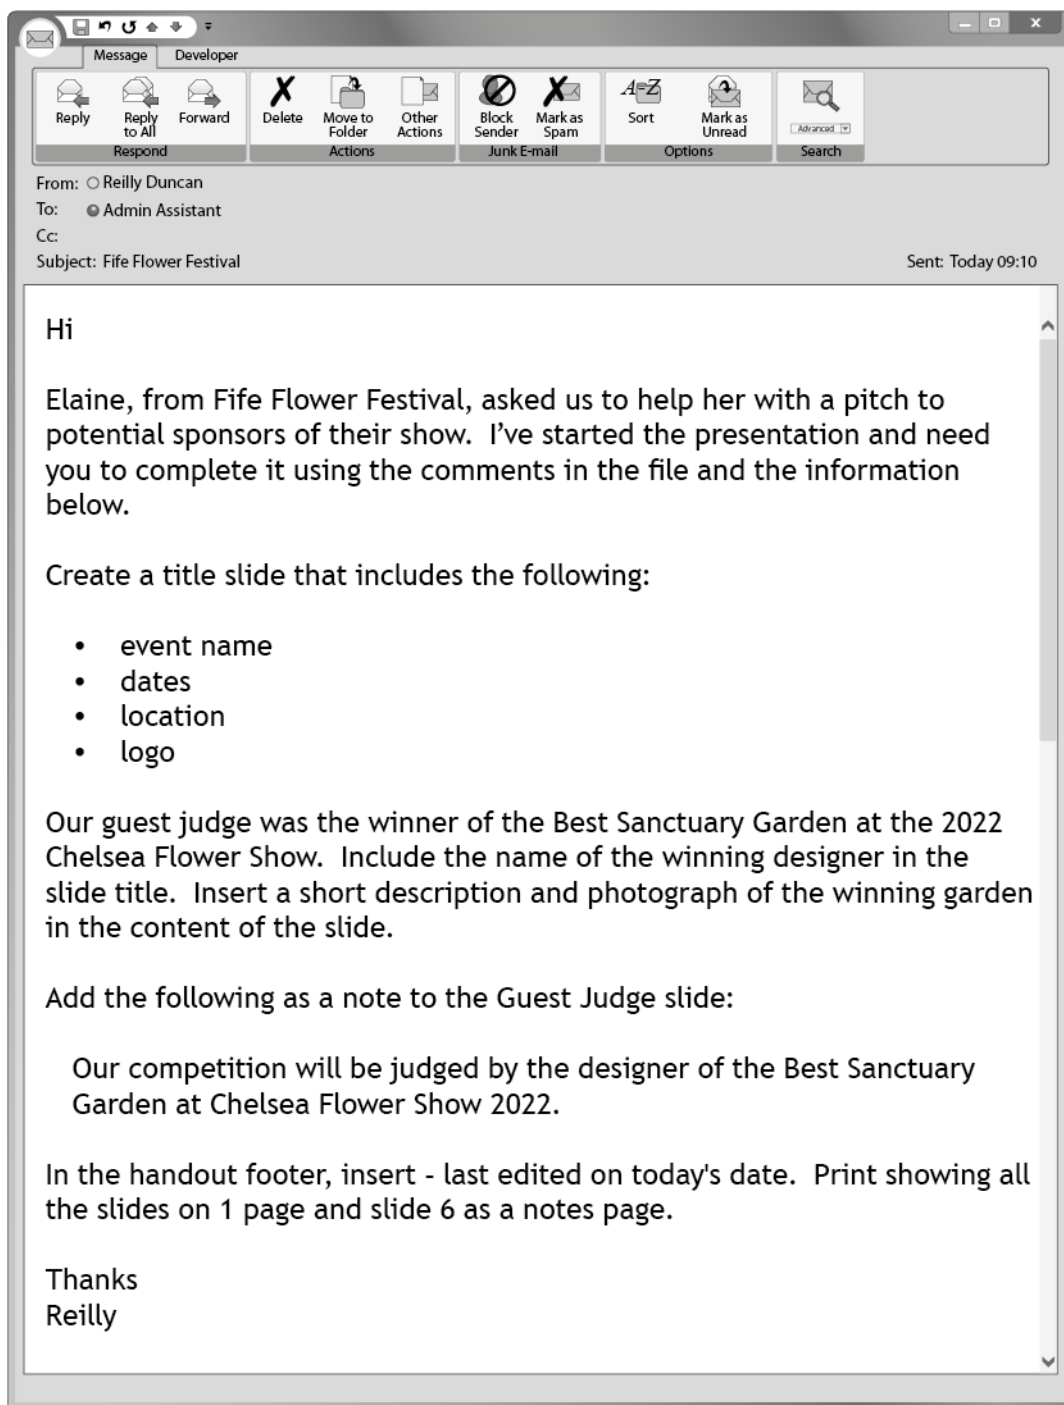 Message Developer
Reply Reply to All Forward Delete Move to Folder Other Actions Block Sender Mark as Spam A=Z Sort Mark as Unread Advanced
Respond Actions Junk E-mail Options Search
From: Reilly Duncan
To: Admin Assistant
Cc:
Subject: Fife Flower Festival Sent: Today 09:10
Hi
Elaine, from Fife Flower Festival, asked us to help her with a pitch to
potential sponsors of their show. I’ve started the presentation and need
you to complete it using the comments in the file and the information
below.
Create a title slide that includes the following:
• event name
• dates
• location
• logo
Our guest judge was the winner of the Best Sanctuary Garden at the 2022
Chelsea Flower Show. Include the name of the winning designer in the
slide title. Insert a short description and photograph of the winning garden
in the content of the slide.
Add the following as a note to the Guest Judge slide:
Our competition will be judged by the designer of the Best Sanctuary
Garden at Chelsea Flower Show 2022.
In the handout footer, insert - last edited on today's date. Print showing all
the slides on 1 page and slide 6 as a notes page.
Thanks
Reilly